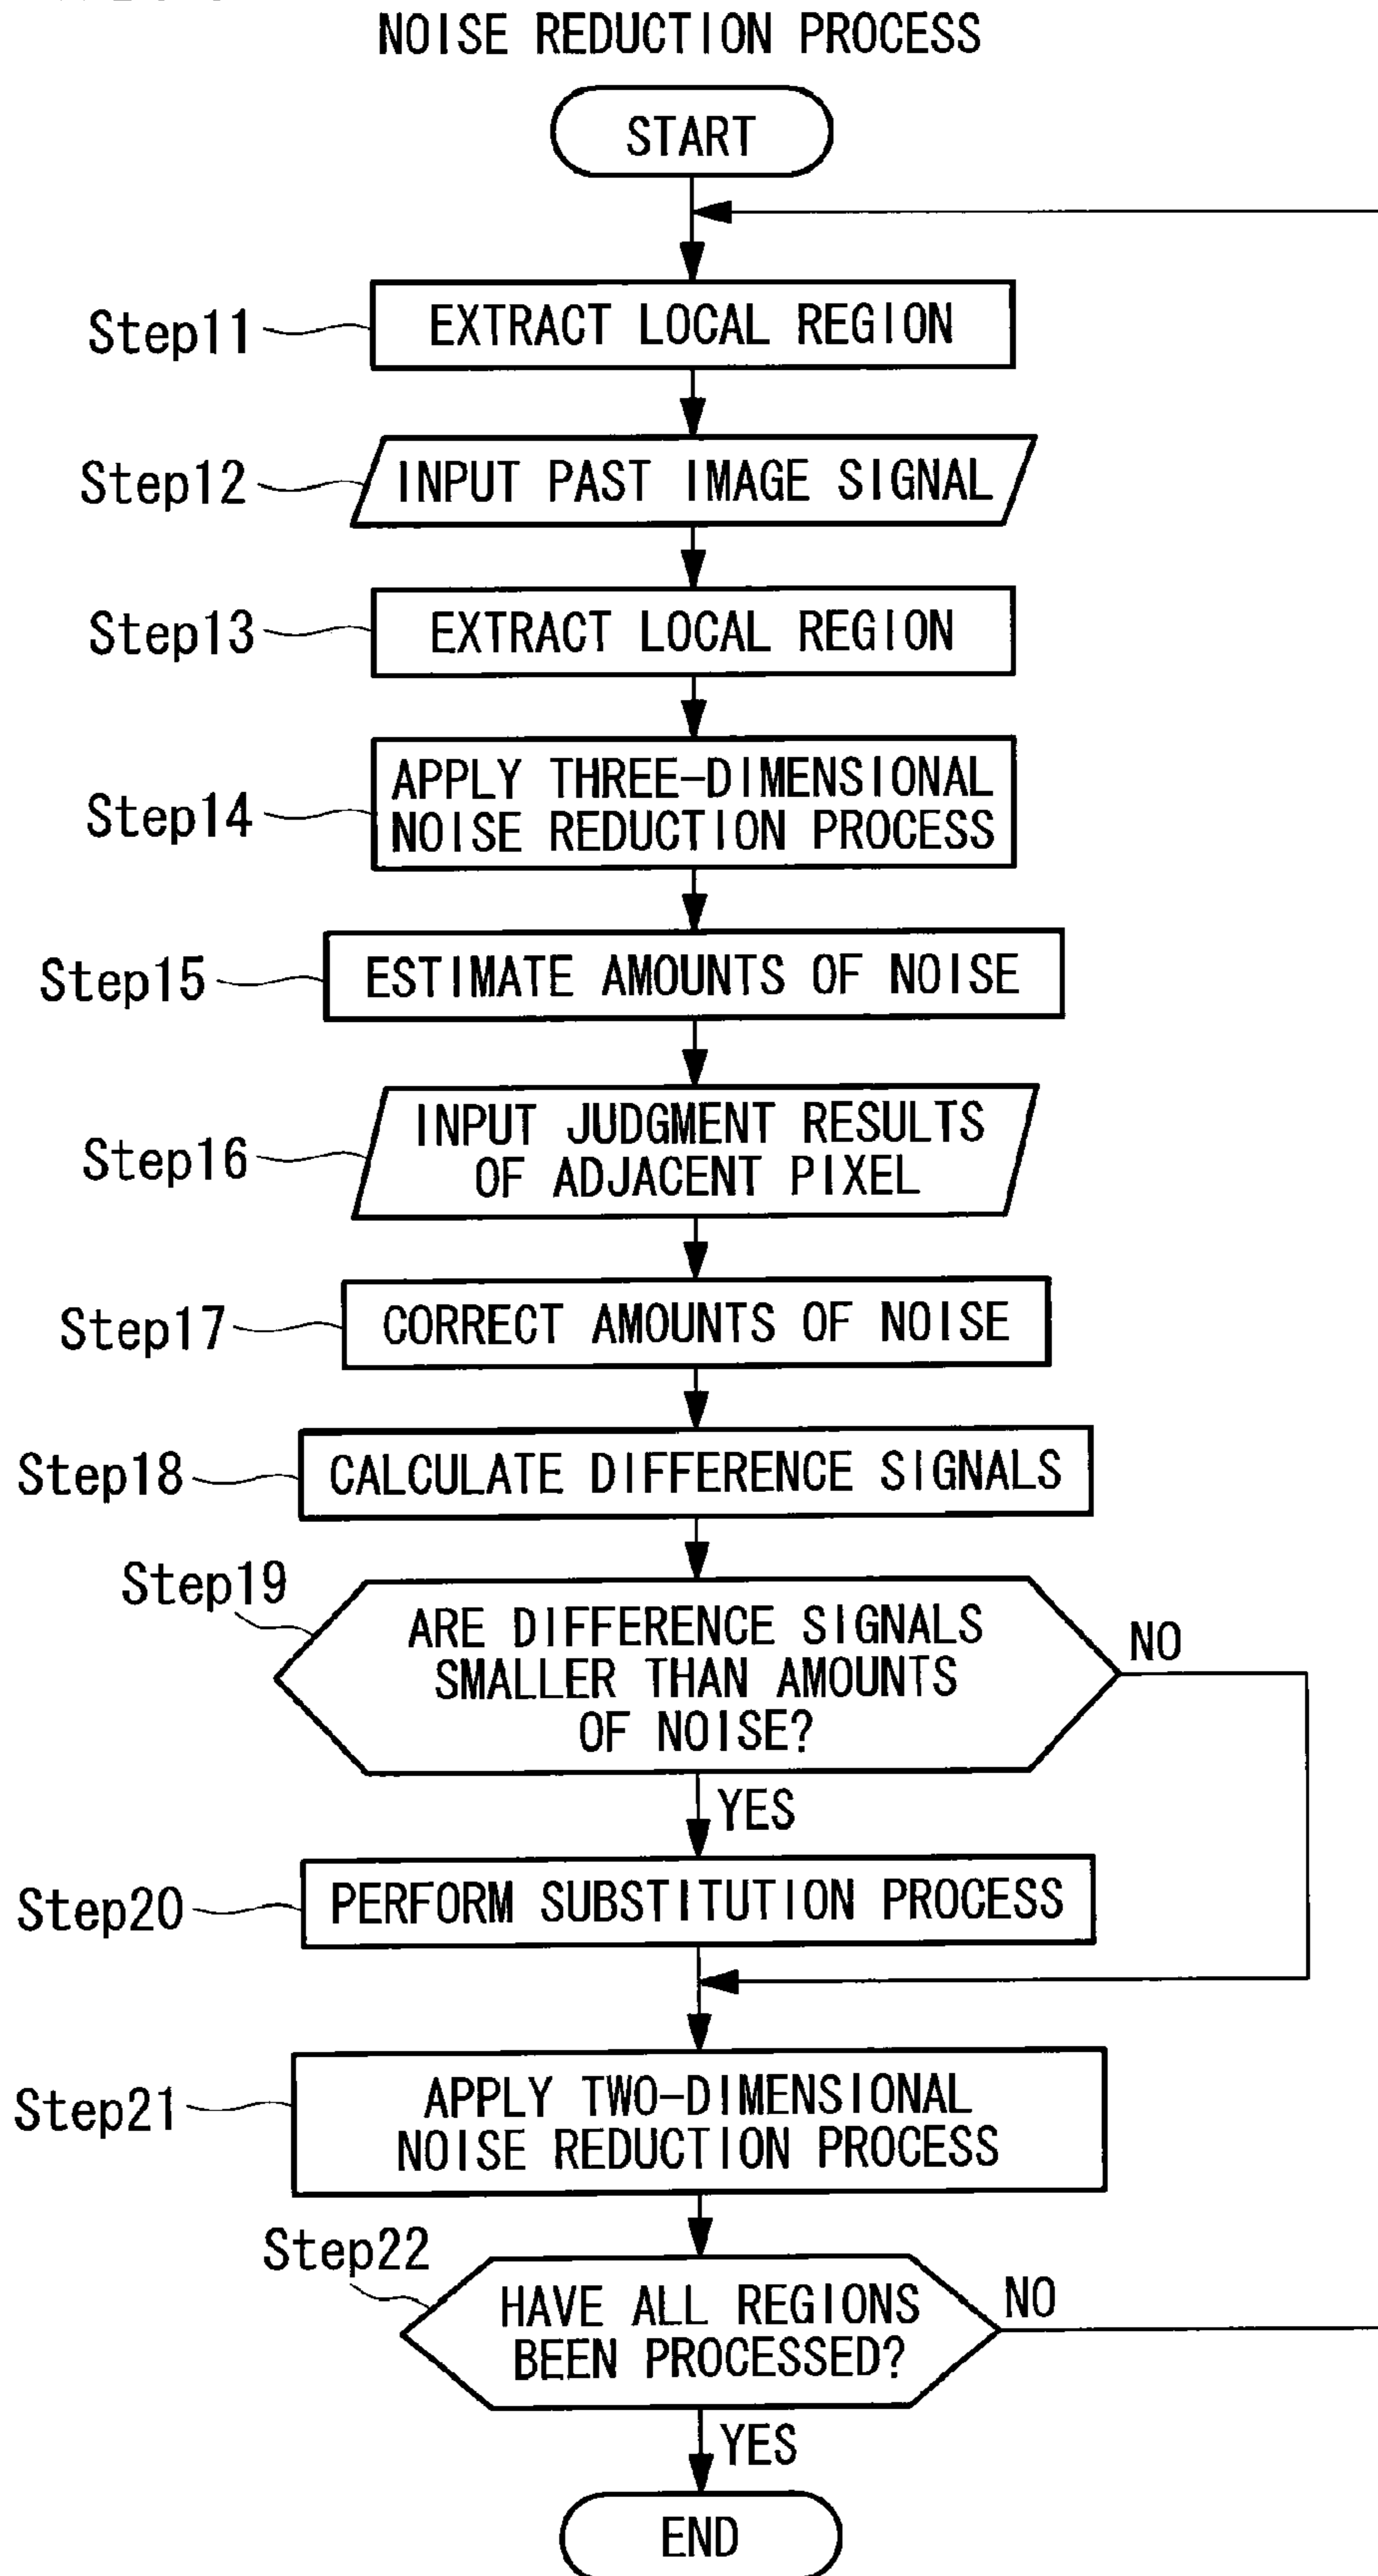 NOISE REDUCTION PROCESS
START
Step11
EXTRACT LOCAL REGION
Step12
INPUT PAST IMAGE SIGNAL
Step13
EXTRACT LOCAL REGION
Step14
APPLY THREE-DIMENSIONAL
NOISE REDUCTION PROCESS
Step15
ESTIMATE AMOUNTS OF NOISE
Step16
INPUT JUDGMENT RESULTS
OF ADJACENT PIXEL
Step17
CORRECT AMOUNTS OF NOISE
Step18
CALCULATE DIFFERENCE SIGNALS
Step19
ARE DIFFERENCE SIGNALS
SMALLER THAN AMOUNTS
OF NOISE?
NO
YES
Step20
PERFORM SUBSTITUTION PROCESS
Step21
APPLY TWO-DIMENSIONAL
NOISE REDUCTION PROCESS
Step22
HAVE ALL REGIONS
BEEN PROCESSED?
NO
YES
END